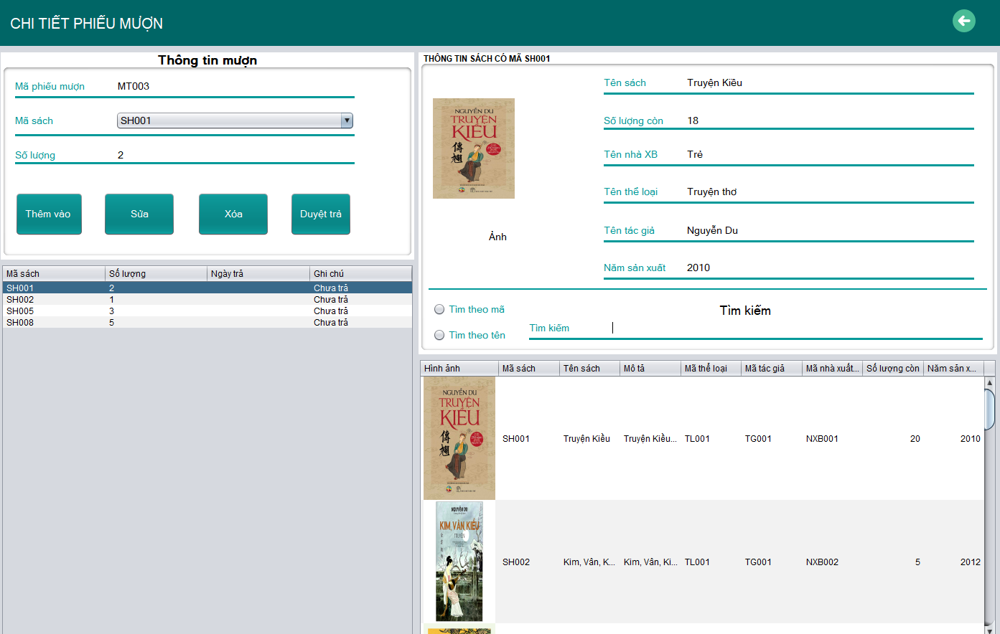 CHI TIẾT PHIẾU MƯỢN
Thông tin mượn
Mã phiếu mượn MT003
Mã sách SH001
Số lượng 2
Thêm vào Sửa Xóa Duyệt trả
Mã sách Số lượng Ngày trả Ghi chú
SH001 2 Chưa trả
SH002 1 Chưa trả
SH005 3 Chưa trả
SH008 5 Chưa trả
THÔNG TIN SÁCH CÓ MÃ SH001
NGUYỄN DU
TRUYỆN
KIỀU
傳
翹
Ảnh
Tên sách Truyện Kiều
Số lượng còn 18
Tên nhà XB Trẻ
Tên thể loại Truyện thơ
Tên tác giả Nguyễn Du
Năm sản xuất 2010
Tìm theo mã
Tìm theo tên
Tìm kiếm
Tìm kiếm
Hình ảnh Mã sách Tên sách Mô tả Mã thể loại Mã tác giả Mã nhà xuất... Số lượng còn Năm sản x...
NGUYỄN DU
TRUYỆN
KIỀU
傳
翹
SH001 Truyện Kiều Truyện Kiều... TL001 TG001 NXB001 20 2010
NGUYỄN DU
KIM, VÂN, KIỀU
TRUYỆN
SH002 Kim, Vân, K... Kim, Vân, Ki... TL001 TG001 NXB002 5 2012